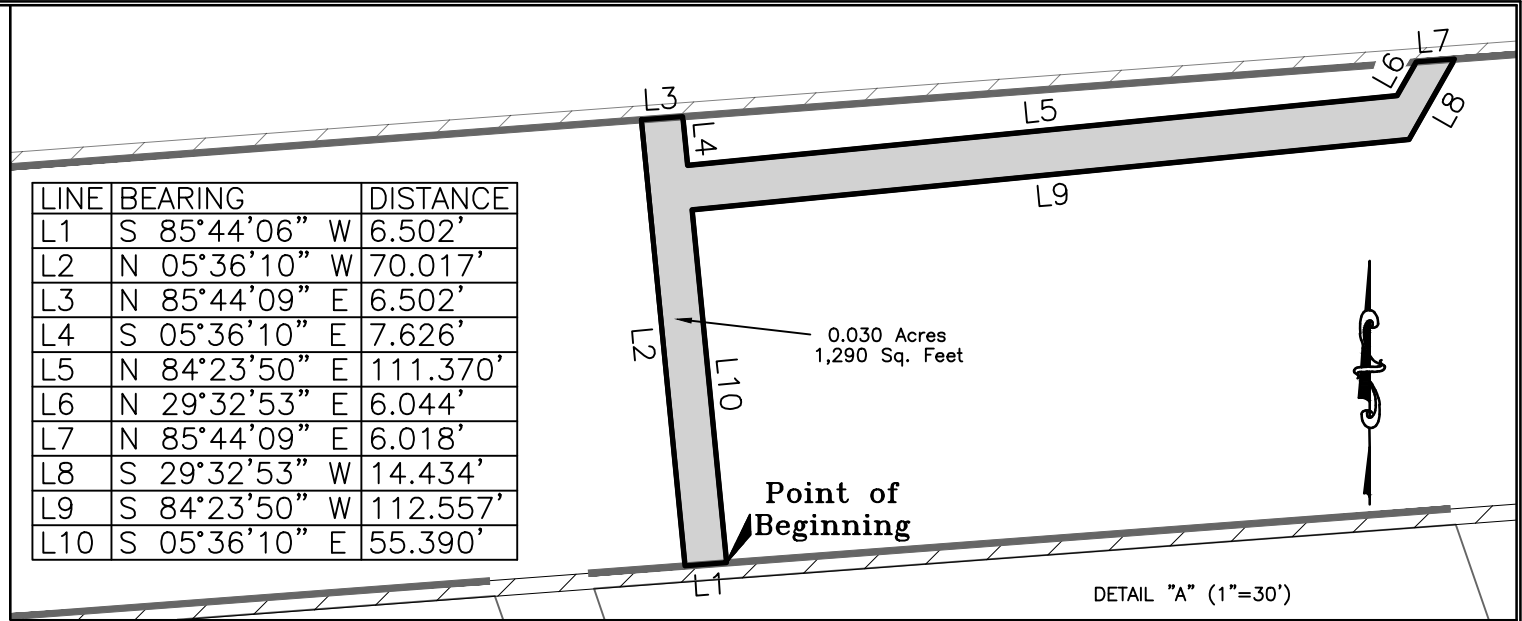 L7
L6
L3
L5
L8
L4
L9
LINE BEARING DISTANCE
L1 S 85°44'06" W 6.502'
L2 N 05°36'10" W 70.017'
L3 N 85°44'09" E 6.502'
L4 S 05°36'10" E 7.626'
L5 N 84°23'50" E 111.370'
L6 N 29°32'53" E 6.044'
L7 N 85°44'09" E 6.018'
L8 S 29°32'53" W 14.434'
L9 S 84°23'50" W 112.557'
L10 S 05°36'10" E 55.390'
L2
0.030 Acres
1,290 Sq. Feet
L10
Point of
Beginning
L1
DETAIL "A" (1"=30')